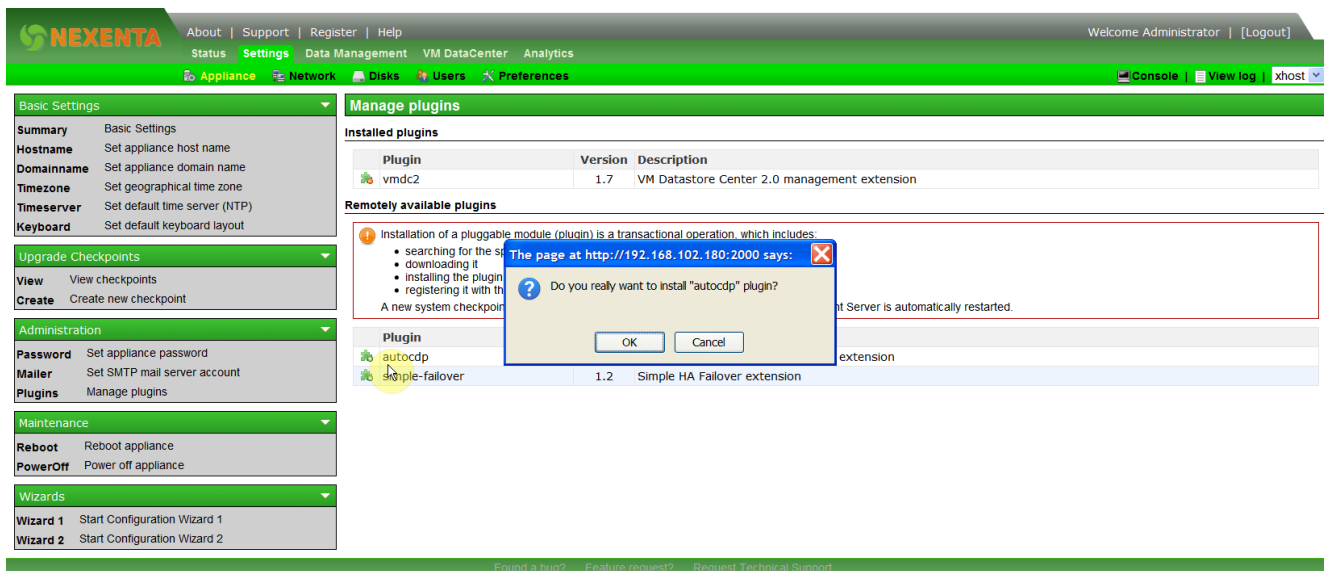 NEXENTA
About | Support | Register | Help
Welcome Administrator | [Logout]
Status Settings Data Management VM DataCenter Analytics
Appliance Network Disks Users Preferences
Console | View log | xhost
Basic Settings
Summary Basic Settings
Hostname Set appliance host name
Domainname Set appliance domain name
Timezone Set geographical time zone
Timeserver Set default time server (NTP)
Keyboard Set default keyboard layout
Upgrade Checkpoints
View View checkpoints
Create Create new checkpoint
Administration
Password Set appliance password
Mailer Set SMTP mail server account
Plugins Manage plugins
Maintenance
Reboot Reboot appliance
PowerOff Power off appliance
Wizards
Wizard 1 Start Configuration Wizard 1
Wizard 2 Start Configuration Wizard 2
Manage plugins
Installed plugins
Plugin Version Description
vmdc2 1.7 VM Datastore Center 2.0 management extension
Remotely available plugins
Installation of a pluggable module (plugin) is a transactional operation, which includes:
• searching for the
• downloading it
• installing the plugin
• registering it with
A new system
Server is automatically restarted.
The page at http://192.168.102.180:2000 says:
Do you really want to install "autocdp" plugin?
OK Cancel
Plugin
autocdp extension
simple-failover 1.2 Simple HA Failover extension
Found a bug? Feature request? Request Technical Support